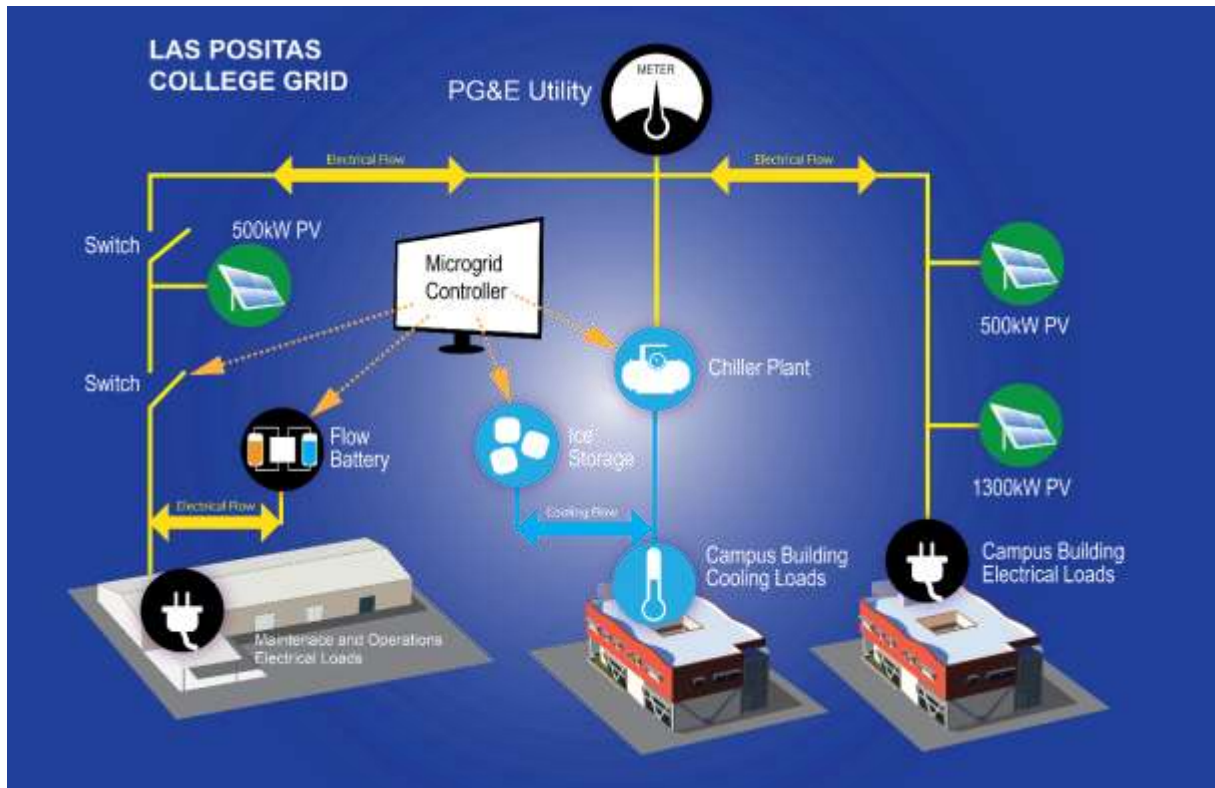 LAS POSITAS
COLLEGE GRID
PG&E Utility
METER
Electrical Flow
Electrical Flow
Switch
500kW PV
Microgrid
Controller
500kW PV
Switch
Chiller Plant
Flow
Battery
Ice
Storage
1300kW PV
Electrical Flow
Cooling Flow
Campus Building
Cooling Loads
Campus Building
Electrical Loads
Maintenace and Operations
Electrical Loads